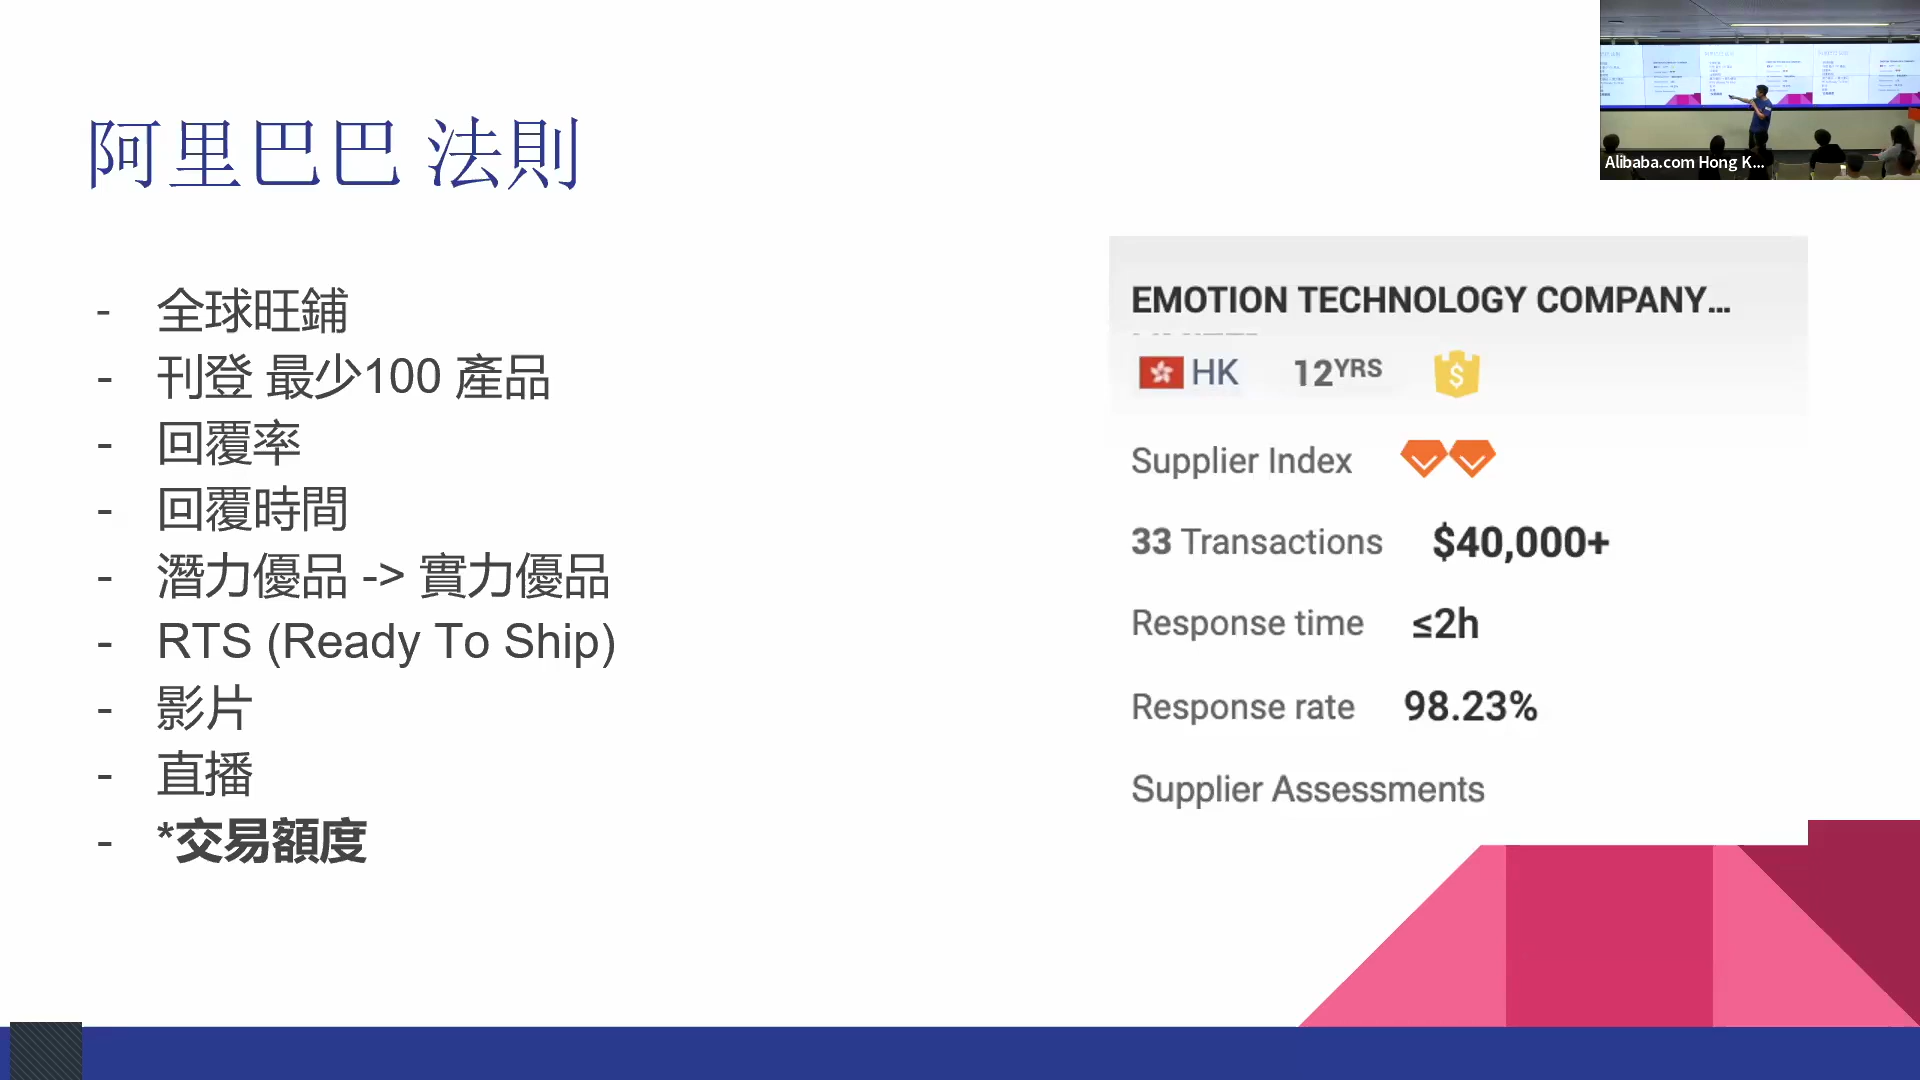 阿里巴巴 法則
- 全球旺鋪
- 刊登 最少100 產品
- 回覆率
- 回覆時間
- 潛力優品 -> 實力優品
- RTS (Ready To Ship)
- 影片
- 直播
- *交易額度
Alibaba.com Hong K...
EMOTION TECHNOLOGY COMPANY...
HK 12YRS $
Supplier Index
33 Transactions $40,000+
Response time ≤2h
Response rate 98.23%
Supplier Assessments